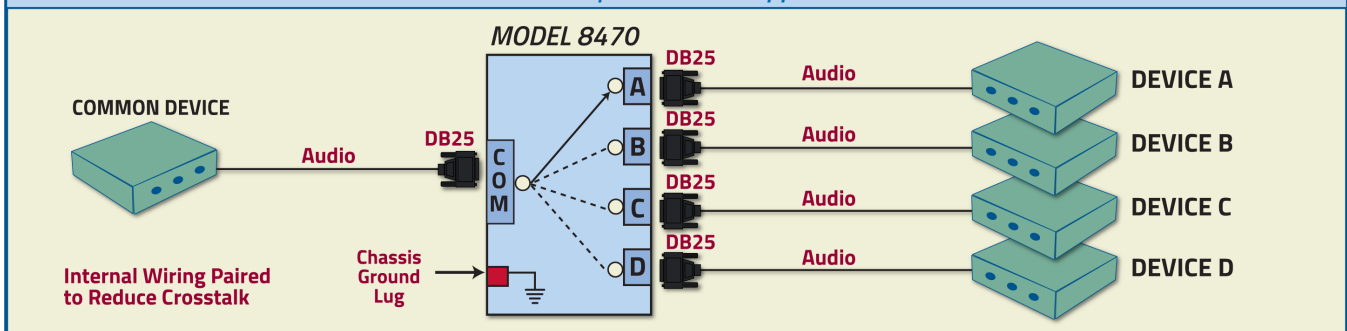 MODEL 8470
COMMON DEVICE
Audio
DB25
COM
A
DB25
Audio
DEVICE A
B
DB25
Audio
DEVICE B
C
DB25
Audio
DEVICE C
D
DB25
Audio
DEVICE D
Internal Wiring Paired
to Reduce Crosstalk
Chassis
Ground
Lug